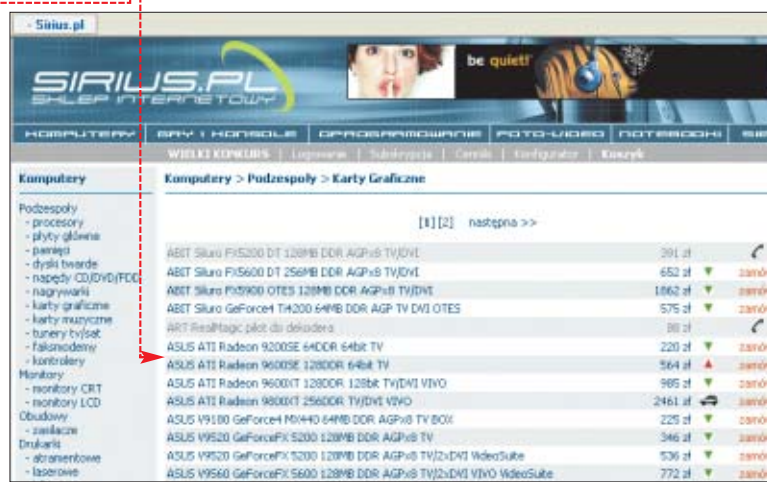 - Sirius.pl
SIRIUS.PL
SKLEP INTERNETOWY
be quiet!
KOMPUTERY
GRY I KONSOLE
OPROGRAMOWANIE
FOTO-VIDEO
NOTEBOOKI
WIELKI KONKURS | Logowanie | Subskrypcja | Cennik | Konfigurator | Koszyk
Komputery
Podzespoły
- procesory
- płyty główne
- pamięci
- dyski twarde
- napędy CD/DVD/FDD
- nagrywarki
- karty graficzne
- karty muzyczne
- tunery tv/sat
- faksmodemy
- kontrolery
Monitory
- monitory CRT
- monitory LCD
Obudowy
- zasilacze
Drukarki
- atramentowe
- laserowe
Komputery > Podzespoły > Karty Graficzne
[1] [2] następna >>
ABIT Siluro FX5200 DT 128MB DDR AGPx8 TV/DVI 391 zł
ABIT Siluro FX5600 DT 256MB DDR AGPx8 TV/DVI 652 zł
ABIT Siluro FX5900 OTES 128MB DDR AGPx8 TV/DVI 1862 zł
ABIT Siluro GeForce4 Ti4200 64MB DDR AGP TV DVI OTES 575 zł
ART RealMagic pilot do dekodera 98 zł
ASUS ATI Radeon 9200SE 64DDR 64bit TV 220 zł
ASUS ATI Radeon 9600SE 128DDR 64bit TV 564 zł
ASUS ATI Radeon 9600XT 128DDR 128bit TV/DVI VIVO 985 zł
ASUS ATI Radeon 9800XT 256DDR TV/DVI VIVO 2461 zł
ASUS V9180 GeForce4 MX440 64MB DDR AGPx8 TV BOX 225 zł
ASUS V9520 GeForceFX 5200 128MB DDR AGPx8 TV 346 zł
ASUS V9520 GeForceFX 5200 128MB DDR AGPx8 TV/2xDVI VideoSuite 536 zł
ASUS V9560 GeForceFX 5600 128MB DDR AGPx8 TV/2xDVI VIVO VideoSuite 772 zł